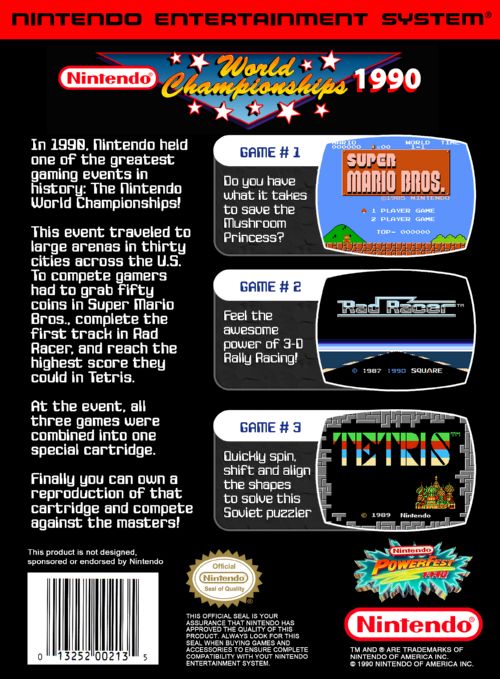 NINTENDO ENTERTAINMENT SYSTEM®
Nintendo®
World
Championships
1990
In 1990, Nintendo held
one of the greatest
gaming events in
history: The Nintendo
World Championships!
This event traveled to
large arenas in thirty
cities across the U.S.
To compete gamers
had to grab fifty
coins in Super Mario
Bros., complete the
first track in Rad
Racer, and reach the
highest score they
could in Tetris.
At the event, all
three games were
combined into one
special cartridge.
Finally you can own a
reproduction of that
cartridge and compete
against the masters!
GAME # 1
Do you have
what it takes
to save the
Mushroom
Princess?
MARIO WORLD TIME
000000 ×00 1-1
SUPER
MARIO BROS.
©1985 NINTENDO
1 PLAYER GAME
2 PLAYER GAME
TOP- 000000
GAME # 2
Feel the
awesome
power of 3-D
Rally Racing!
Rad Racer™
© 1987 1990 SQUARE
GAME # 3
Quickly spin,
shift and align
the shapes
to solve this
Soviet puzzler
TETRIS™
© 1989 Nintendo
This product is not designed,
sponsored or endorsed by Nintendo
0 13252 00213 5
Official
Nintendo
Seal of Quality
THIS OFFICIAL SEAL IS YOUR
ASSURANCE THAT NINTENDO HAS
APPROVED THE QUALITY OF THIS
PRODUCT. ALWAYS LOOK FOR THIS
SEAL WHEN BUYING GAMES AND
ACCESSORIES TO ENSURE COMPLETE
COMPATIBILITY WITH YOUT NINTENDO
ENTERTAINMENT SYSTEM.
Nintendo
POWERFEST
Nintendo®
TM AND ® ARE TRADEMARKS OF
NINTENDO OF AMERICA INC.
© 1990 NINTENDO OF AMERICA INC.